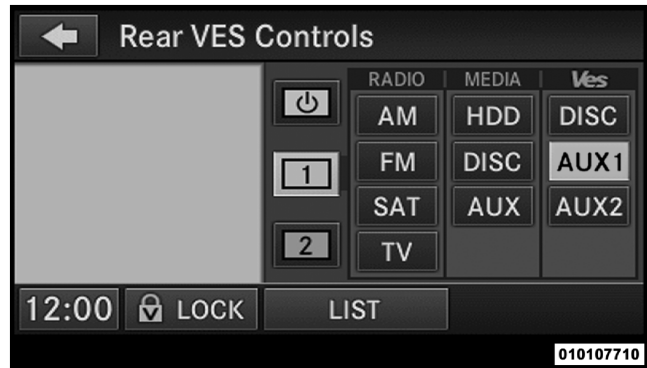 Rear VES Controls
RADIO MEDIA Ves
AM HDD DISC
1
FM DISC AUX1
SAT AUX AUX2
2
TV
12:00 LOCK LIST
010107710